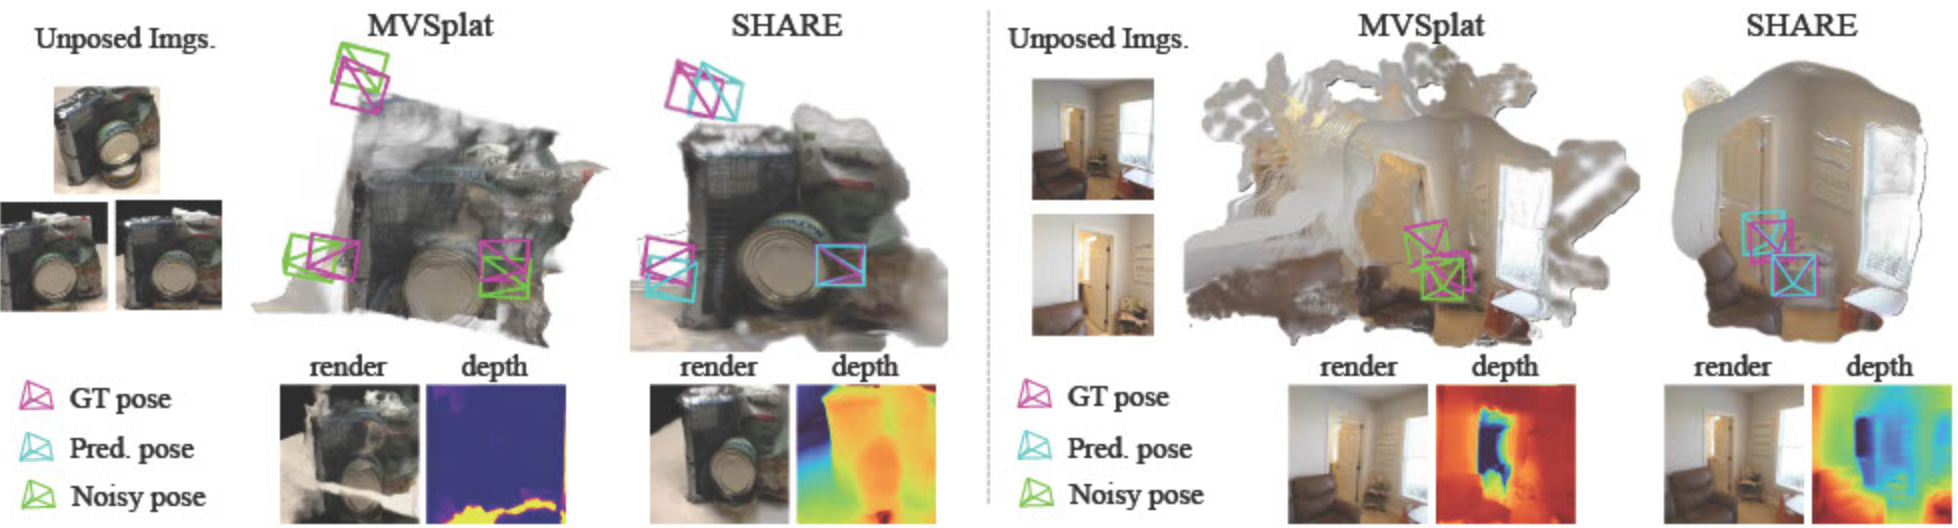 Unposed Imgs.
MVSplat
SHARE
render
depth
render
depth
GT pose
Pred. pose
Noisy pose
Unposed Imgs.
MVSplat
SHARE
render
depth
render
depth
GT pose
Pred. pose
Noisy pose